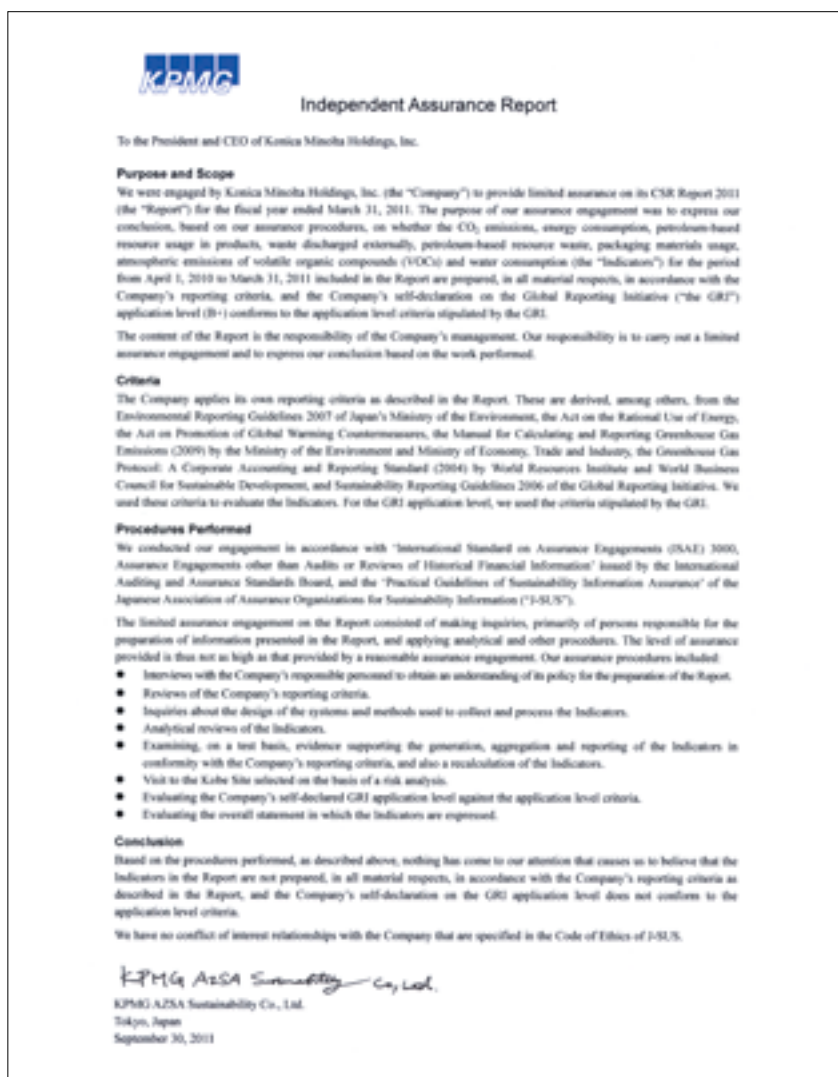 KPMG
Independent Assurance Report
To the President and CEO of Konica Minolta Holdings, Inc.
Purpose and Scope
We were engaged by Konica Minolta Holdings, Inc. (the “Company”) to provide limited assurance on its CSR Report 2011
(the “Report”) for the fiscal year ended March 31, 2011. The purpose of our assurance engagement was to express our
conclusion, based on our assurance procedures, on whether the CO₂ emissions, energy consumption, petroleum-based
resource usage in products, waste discharged externally, petroleum-based resource waste, packaging materials usage,
atmospheric emissions of volatile organic compounds (VOCs) and water consumption (the “Indicators”) for the period
from April 1, 2010 to March 31, 2011 included in the Report are prepared, in all material respects, in accordance with the
Company’s reporting criteria, and the Company’s self-declaration on the Global Reporting Initiative (“the GRI”)
application level (B+) conforms to the application level criteria stipulated by the GRI.
The content of the Report is the responsibility of the Company’s management. Our responsibility is to carry out a limited
assurance engagement and to express our conclusion based on the work performed.
Criteria
The Company applies its own reporting criteria as described in the Report. These are derived, among others, from the
Environmental Reporting Guidelines 2007 of Japan’s Ministry of the Environment, the Act on the Rational Use of Energy,
the Act on Promotion of Global Warming Countermeasures, the Manual for Calculating and Reporting Greenhouse Gas
Emissions (2009) by the Ministry of the Environment and Ministry of Economy, Trade and Industry, the Greenhouse Gas
Protocol: A Corporate Accounting and Reporting Standard (2004) by World Resources Institute and World Business
Council for Sustainable Development, and Sustainability Reporting Guidelines 2006 of the Global Reporting Initiative. We
used these criteria to evaluate the Indicators. For the GRI application level, we used the criteria stipulated by the GRI.
Procedures Performed
We conducted our engagement in accordance with ‘International Standard on Assurance Engagements (ISAE) 3000,
Assurance Engagements other than Audits or Reviews of Historical Financial Information’ issued by the International
Auditing and Assurance Standards Board, and the ‘Practical Guidelines of Sustainability Information Assurance’ of the
Japanese Association of Assurance Organizations for Sustainability Information (“J-SUS”).
The limited assurance engagement on the Report consisted of making inquiries, primarily of persons responsible for the
preparation of information presented in the Report, and applying analytical and other procedures. The level of assurance
provided is thus not as high as that provided by a reasonable assurance engagement. Our assurance procedures included:
● Interviews with the Company’s responsible personnel to obtain an understanding of its policy for the preparation of the Report.
● Reviews of the Company’s reporting criteria.
● Inquiries about the design of the systems and methods used to collect and process the Indicators.
● Analytical reviews of the Indicators.
● Examining, on a test basis, evidence supporting the generation, aggregation and reporting of the Indicators in
conformity with the Company’s reporting criteria, and also a recalculation of the Indicators.
● Visit to the Kobe Site selected on the basis of a risk analysis.
● Evaluating the Company’s self-declared GRI application level against the application level criteria.
● Evaluating the overall statement in which the Indicators are expressed.
Conclusion
Based on the procedures performed, as described above, nothing has come to our attention that causes us to believe that the
Indicators in the Report are not prepared, in all material respects, in accordance with the Company’s reporting criteria as
described in the Report, and the Company’s self-declaration on the GRI application level does not conform to the
application level criteria.
We have no conflict of interest relationships with the Company that are specified in the Code of Ethics of J-SUS.
KPMG AZSA Sustainability Co., Ltd.
KPMG AZSA Sustainability Co., Ltd.
Tokyo, Japan
September 30, 2011